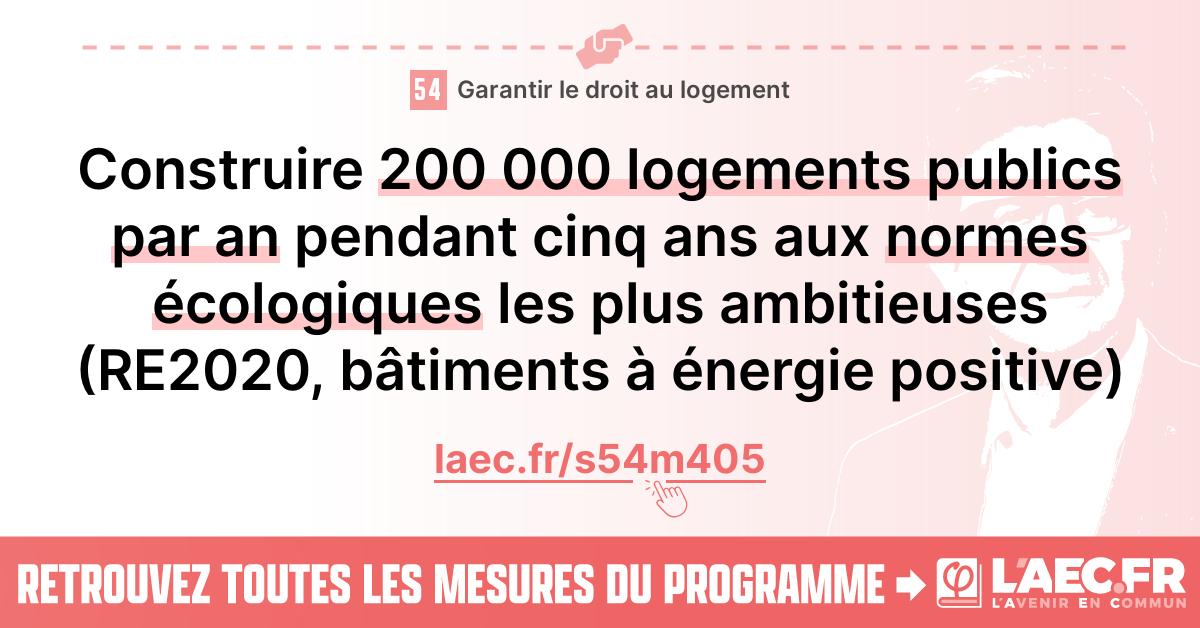 54 Garantir le droit au logement
Construire 200 000 logements publics
par an pendant cinq ans aux normes
écologiques les plus ambitieuses
(RE2020, bâtiments à énergie positive)
laec.fr/s54m405
RETROUVEZ TOUTES LES MESURES DU PROGRAMME
L'AEC.FR
L'AVENIR EN COMMUN